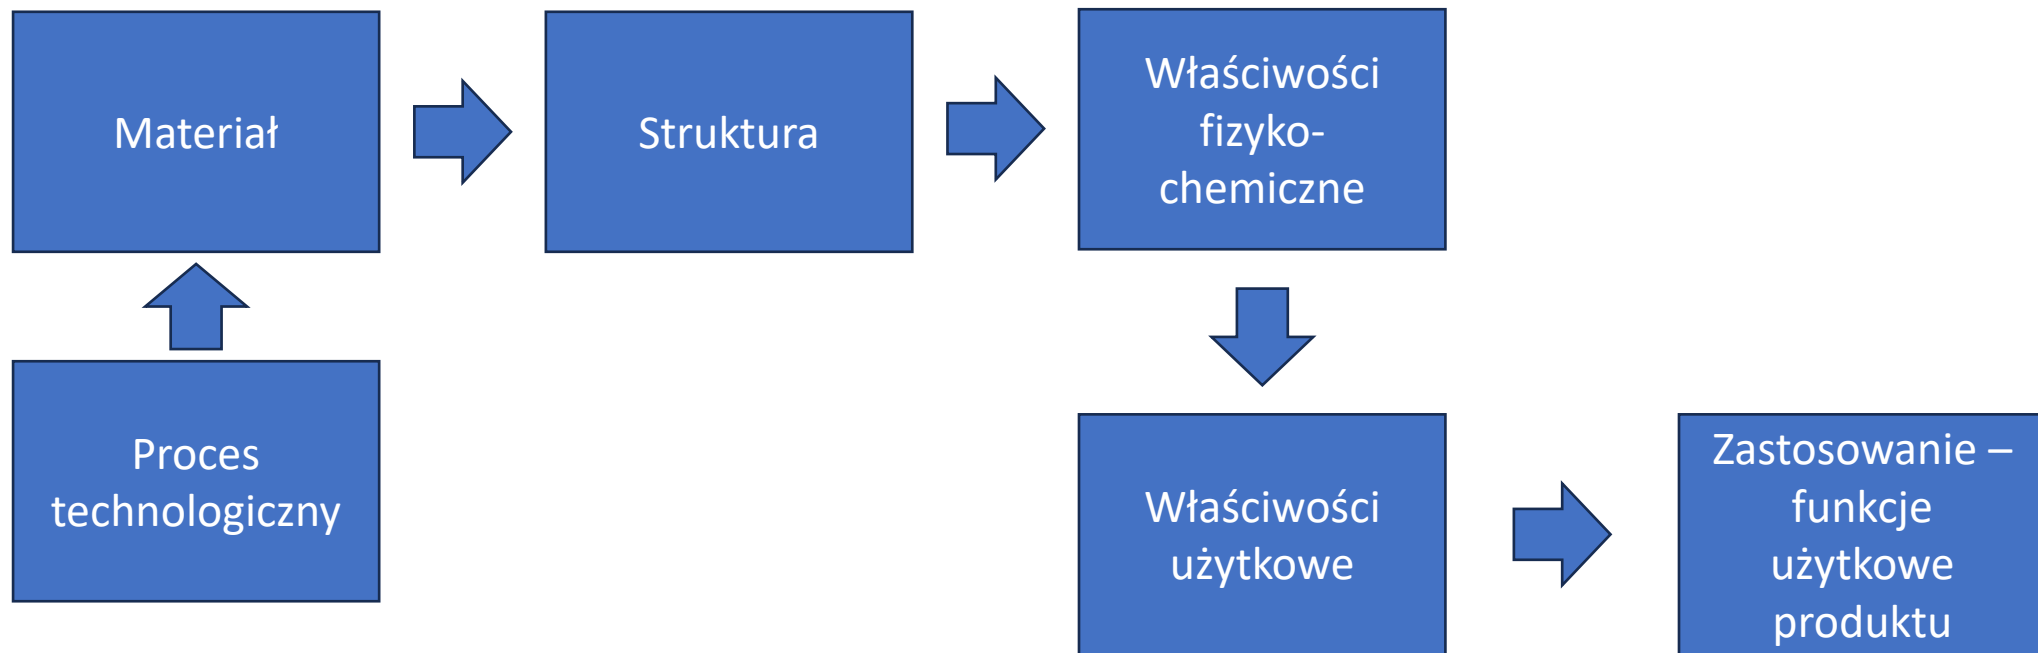 Materiał
Struktura
Właściwości
fizyko-
chemiczne
Proces
technologiczny
Właściwości
użytkowe
Zastosowanie –
funkcje
użytkowe
produktu